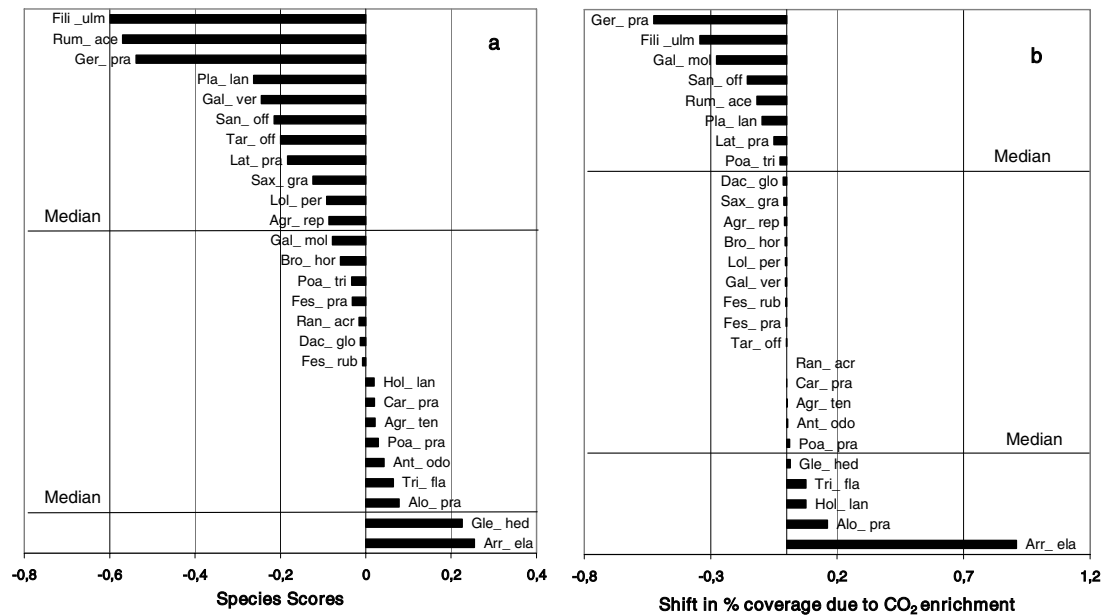 a
Fili _ulm
Rum_ ace
Ger_ pra
Pla_ lan
Gal_ ver
San_ off
Tar_ off
Lat_ pra
Sax_ gra
Lol_ per
Median
Agr_ rep
Gal_ mol
Bro_ hor
Poa_ tri
Fes_ pra
Ran_ acr
Dac_ glo
Fes_ rub
Hol_ lan
Car_ pra
Agr_ ten
Poa_ pra
Ant_ odo
Tri_ fla
Median
Alo_ pra
Gle_ hed
Arr_ ela
-0,8 -0,6 -0,4 -0,2 0 0,2 0,4
Species Scores
b
Ger_ pra
Fili _ulm
Gal_ mol
San_ off
Rum_ ace
Pla_ lan
Lat_ pra
Poa_ tri
Median
Dac_ glo
Sax_ gra
Agr_ rep
Bro_ hor
Lol_ per
Gal_ ver
Fes_ rub
Fes_ pra
Tar_ off
Ran_ acr
Car_ pra
Agr_ ten
Ant_ odo
Poa_ pra
Median
Gle_ hed
Tri_ fla
Hol_ lan
Alo_ pra
Arr_ ela
-0,8 -0,3 0,2 0,7 1,2
Shift in % coverage due to CO₂ enrichment